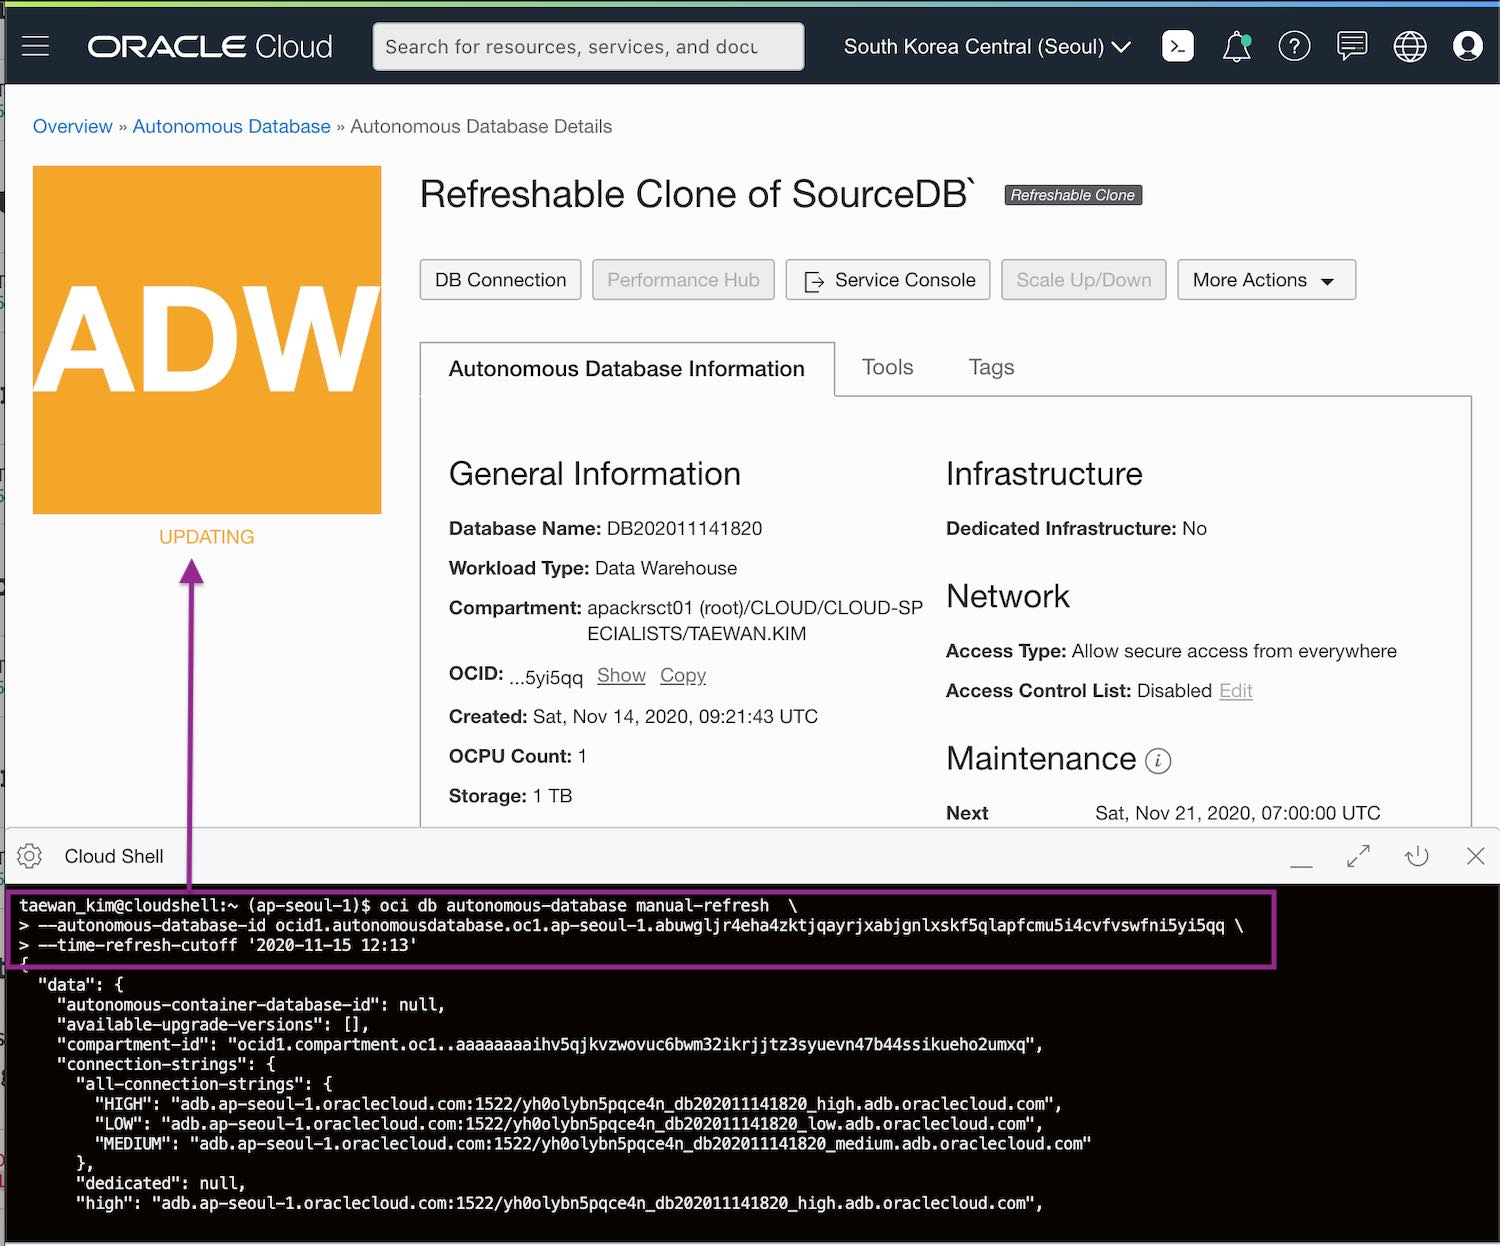 ORACLE Cloud
Search for resources, services, and docu
South Korea Central (Seoul)
Overview » Autonomous Database » Autonomous Database Details
ADW
UPDATING
Refreshable Clone of SourceDB`
Refreshable Clone
DB Connection
Performance Hub
Service Console
Scale Up/Down
More Actions
Autonomous Database Information
Tools
Tags
General Information
Database Name: DB202011141820
Workload Type: Data Warehouse
Compartment: apackrsct01 (root)/CLOUD/CLOUD-SP
ECIALISTS/TAEWAN.KIM
OCID: ...5yi5qq Show Copy
Created: Sat, Nov 14, 2020, 09:21:43 UTC
OCPU Count: 1
Storage: 1 TB
Infrastructure
Dedicated Infrastructure: No
Network
Access Type: Allow secure access from everywhere
Access Control List: Disabled Edit
Maintenance
Next Sat, Nov 21, 2020, 07:00:00 UTC
Cloud Shell
taewan_kim@cloudshell:~ (ap-seoul-1)$ oci db autonomous-database manual-refresh \
> --autonomous-database-id ocid1.autonomousdatabase.oc1.ap-seoul-1.abuwgljr4eha4zktjqayrjxabjgnlxskf5qlapfcmu5i4cvfvswfni5yi5qq \
> --time-refresh-cutoff '2020-11-15 12:13'
{
"data": {
"autonomous-container-database-id": null,
"available-upgrade-versions": [],
"compartment-id": "ocid1.compartment.oc1..aaaaaaaaihv5qjkvzwovuc6bwm32ikrjjtz3syuevn47b44ssikueho2umxq",
"connection-strings": {
"all-connection-strings": {
"HIGH": "adb.ap-seoul-1.oraclecloud.com:1522/yh0olybn5pqce4n_db202011141820_high.adb.oraclecloud.com",
"LOW": "adb.ap-seoul-1.oraclecloud.com:1522/yh0olybn5pqce4n_db202011141820_low.adb.oraclecloud.com",
"MEDIUM": "adb.ap-seoul-1.oraclecloud.com:1522/yh0olybn5pqce4n_db202011141820_medium.adb.oraclecloud.com"
},
"dedicated": null,
"high": "adb.ap-seoul-1.oraclecloud.com:1522/yh0olybn5pqce4n_db202011141820_high.adb.oraclecloud.com",